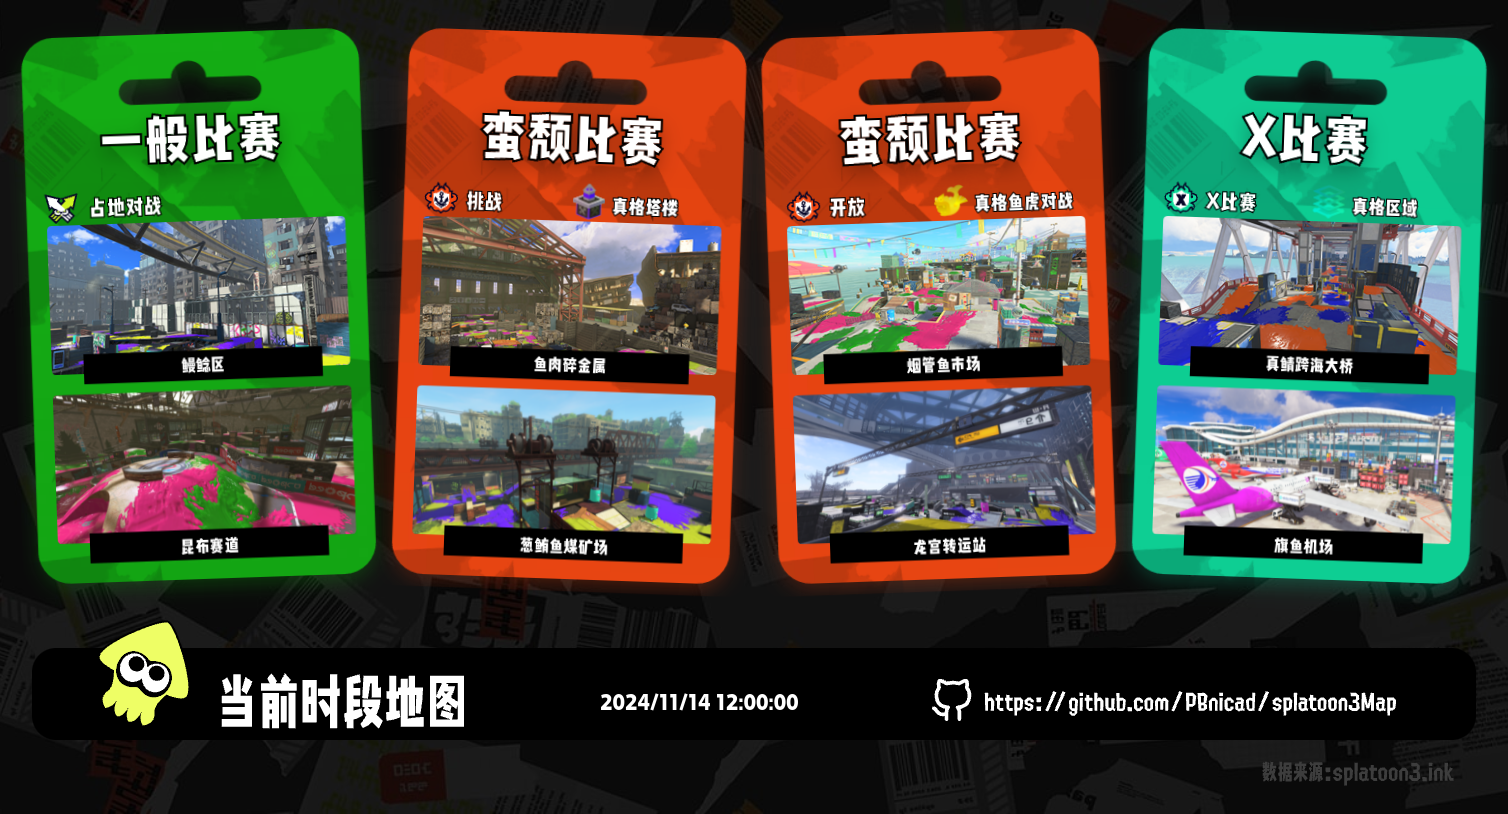 一般比赛
占地对战
鳗鲶区
昆布赛道
蛮颓比赛
挑战
真格塔楼
鱼肉碎金属
葱鲔鱼煤矿场
蛮颓比赛
开放
真格鱼虎对战
烟管鱼市场
龙宫转运站
X比赛
X比赛
真格区域
真鲭跨海大桥
旗鱼机场
当前时段地图
2024/11/14 12:00:00
https://github.com/PBnicad/splatoon3Map
数据来源:splatoon3.ink